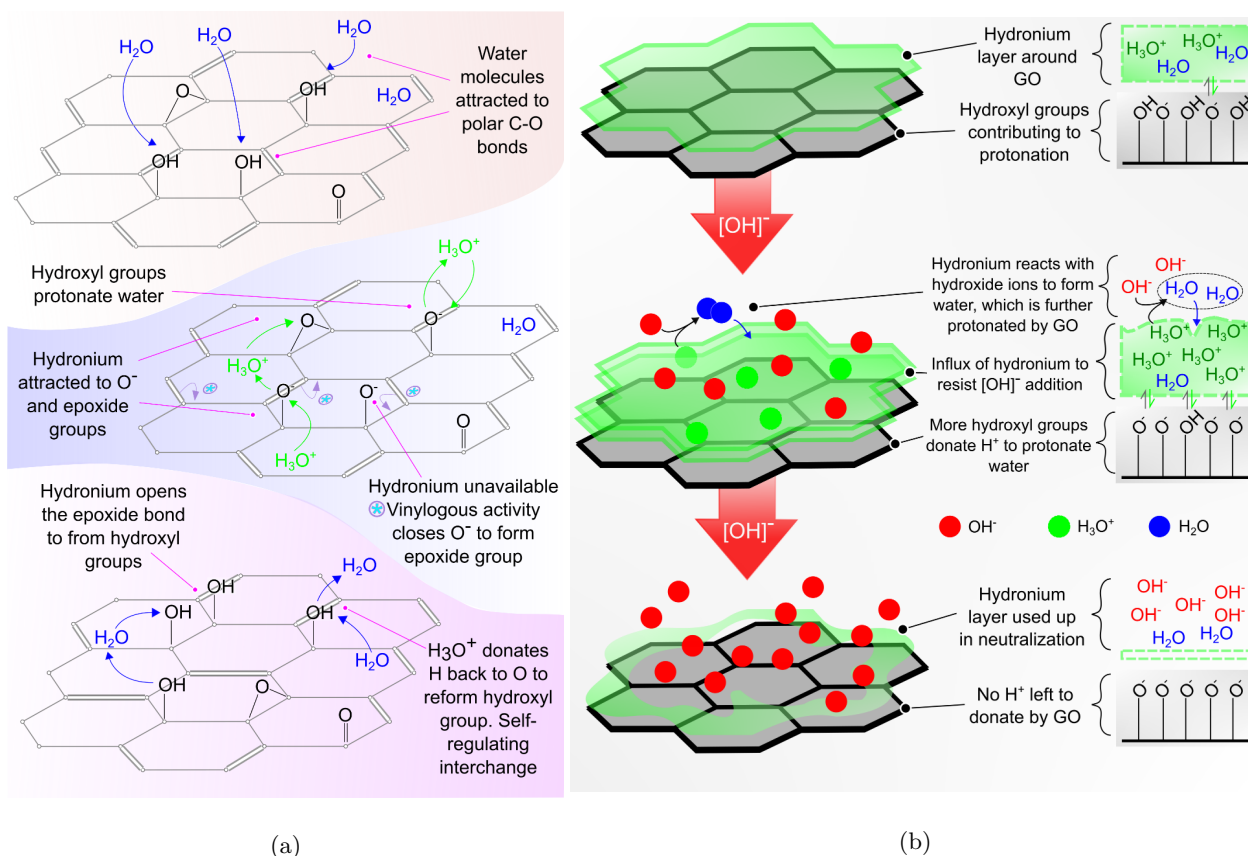 H₂O
H₂O
H₂O
Water
molecules
attracted to
polar C-O
bonds
O
OH
H₂O
OH
OH
O
Hydroxyl groups
protonate water
H₃O⁺
O⁻
H₂O
O
H₃O⁺
Hydronium
attracted to O⁻
and epoxide
groups
O⁻
O⁻
O
H₃O⁺
Hydronium unavailable
Vinylogous activity
closes O⁻ to form
epoxide group
Hydronium opens
the epoxide bond
to from hydroxyl
groups
H₂O
OH
OH
OH
H₂O
H₂O
OH
O
O
H₃O⁺ donates
H back to O to
reform hydroxyl
group. Self-
regulating
interchange
(a)
Hydronium
layer around
GO
H₃O⁺ H₃O⁺
H₂O H₂O
Hydroxyl groups
contributing to
protonation
OH O⁻ OH O⁻ OH
[OH]⁻
Hydronium reacts with
hydroxide ions to form
water, which is further
protonated by GO
OH⁻
OH⁻ H₂O H₂O
Influx of hydronium to
resist [OH]⁻ addition
H₃O⁺ H₃O⁺
H₃O⁺ H₃O⁺
H₂O H₃O⁺
More hydroxyl groups
donate H⁺ to protonate
water
O⁻ O⁻ OH O⁻ O⁻
[OH]⁻
OH⁻ H₃O⁺ H₂O
Hydronium
layer used up
in neutralization
OH⁻ OH⁻
OH⁻ OH⁻ OH⁻
H₂O H₂O
No H⁺ left to
donate by GO
O⁻ O⁻ O⁻ O⁻ O⁻
(b)